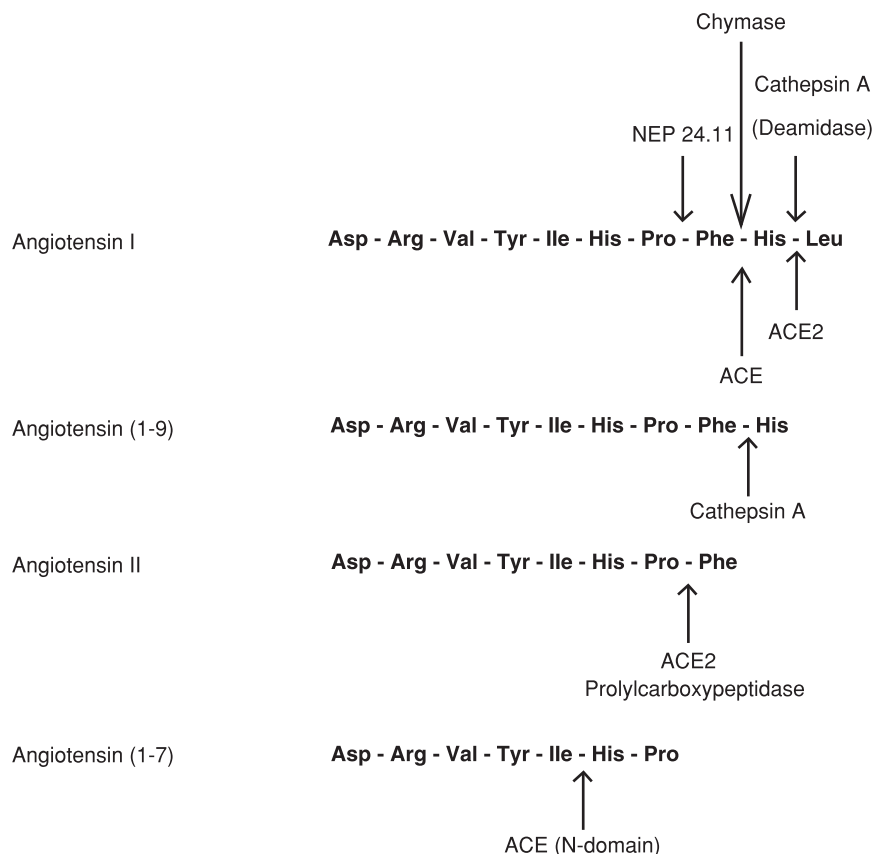 Chymase
Cathepsin A
(Deamidase)
NEP 24.11
Angiotensin I
Asp - Arg - Val - Tyr - Ile - His - Pro - Phe - His - Leu
ACE2
ACE
Angiotensin (1-9)
Asp - Arg - Val - Tyr - Ile - His - Pro - Phe - His
Cathepsin A
Angiotensin II
Asp - Arg - Val - Tyr - Ile - His - Pro - Phe
ACE2
Prolylcarboxypeptidase
Angiotensin (1-7)
Asp - Arg - Val - Tyr - Ile - His - Pro
ACE (N-domain)